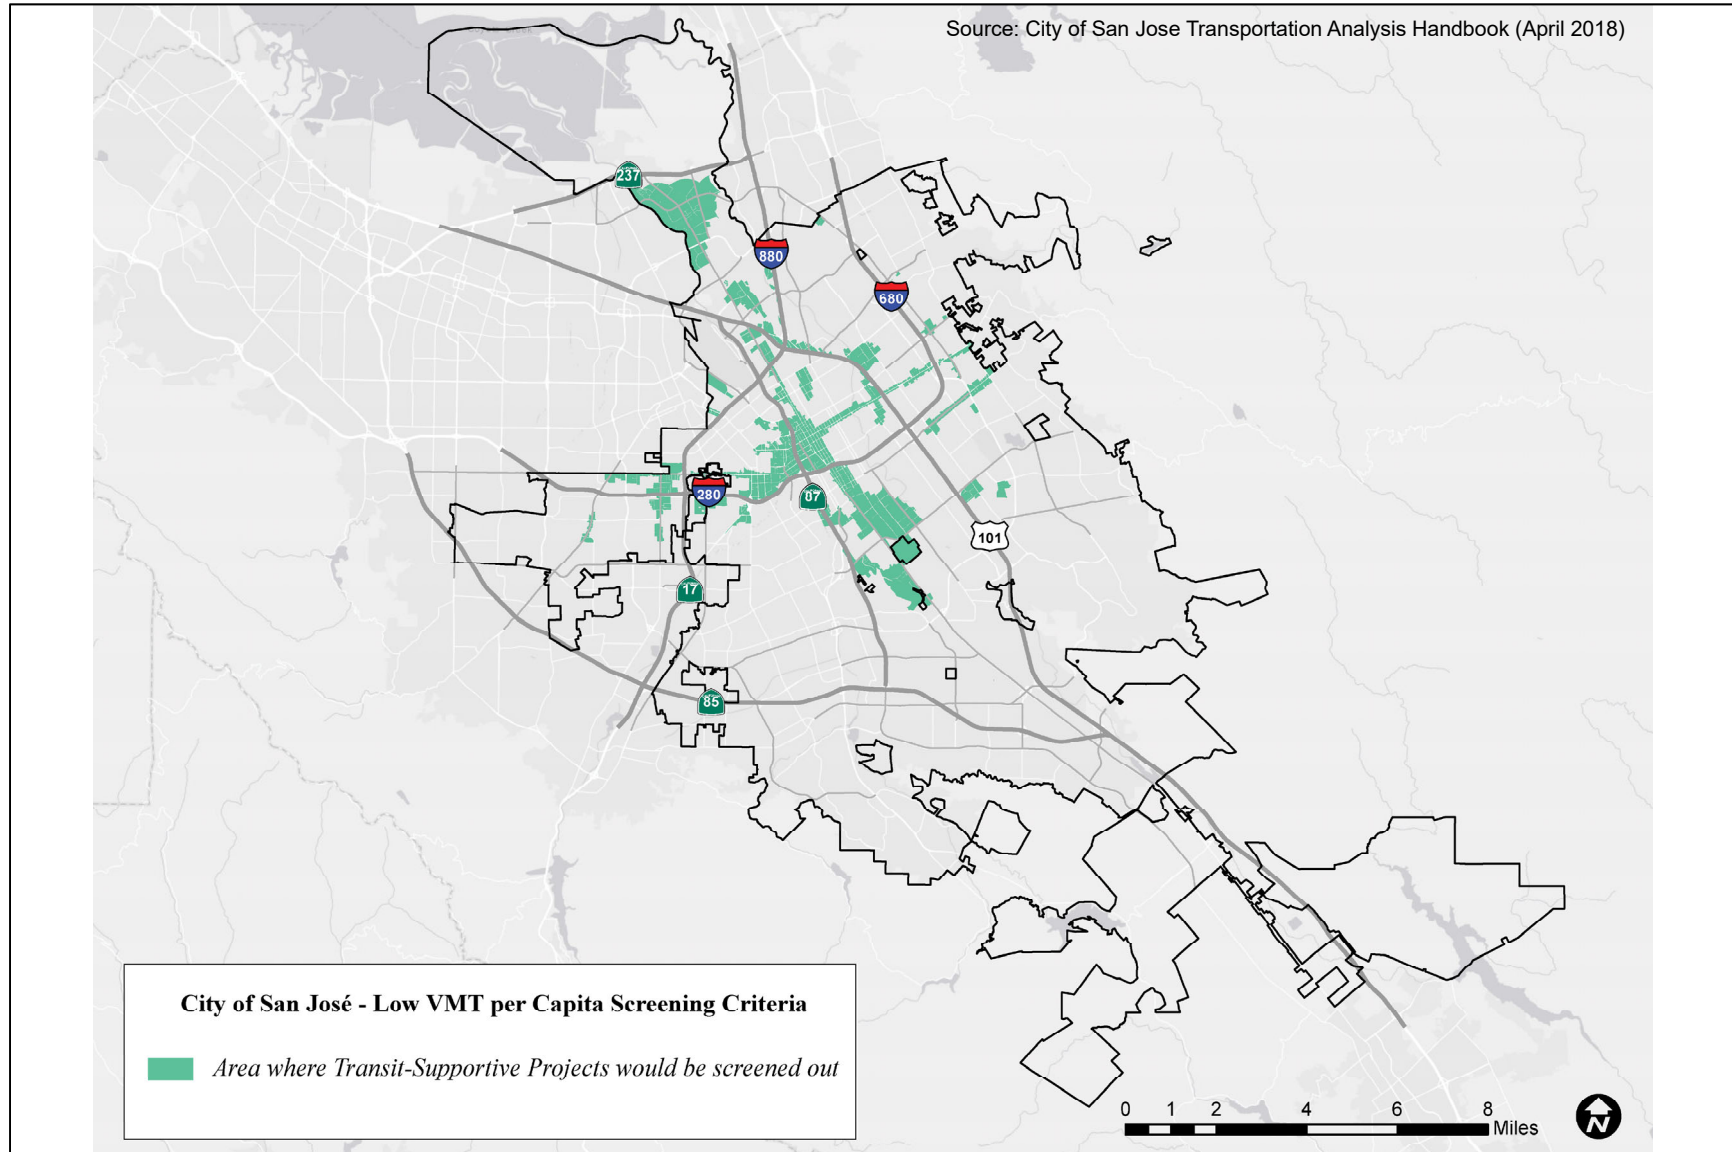 Source: City of San Jose Transportation Analysis Handbook (April 2018)
237
880
680
280
87
101
17
85
City of San José - Low VMT per Capita Screening Criteria
Area where Transit-Supportive Projects would be screened out
0 1 2 4 6 8
Miles
N